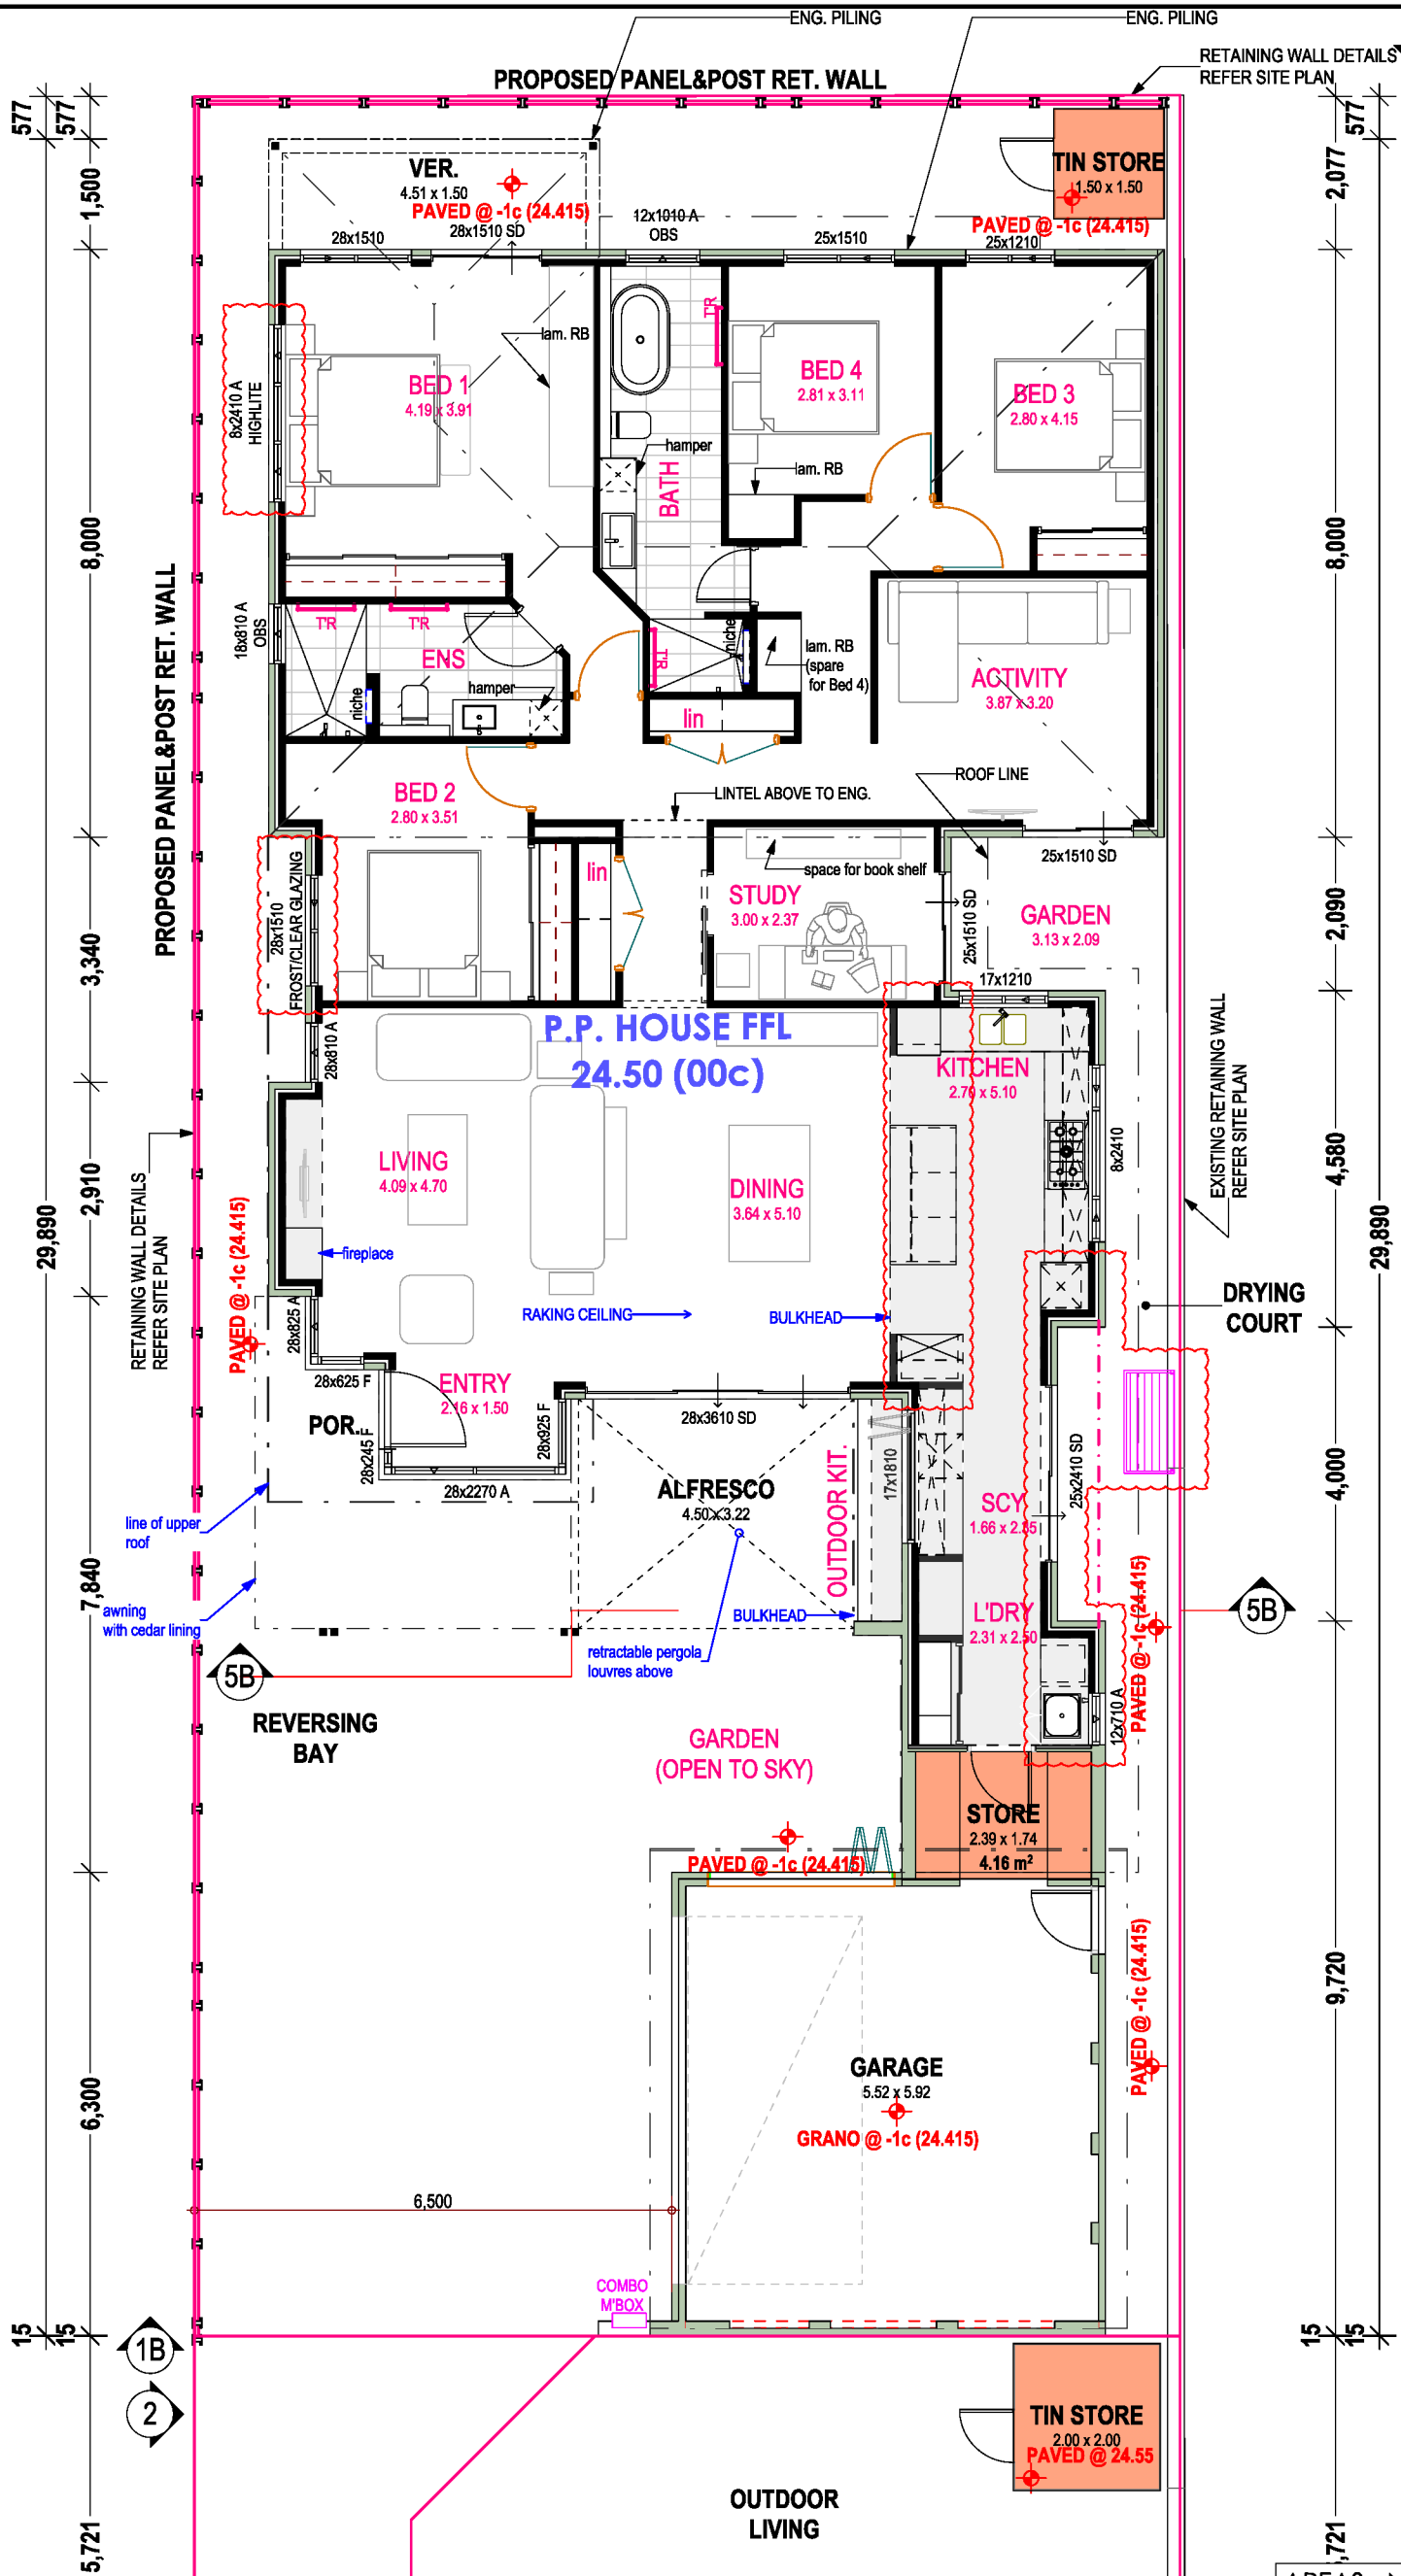 ENG. PILING
ENG. PILING
RETAINING WALL DETAILS
REFER SITE PLAN
PROPOSED PANEL&POST RET. WALL
577
577
577
1,500
2,077
VER.
4.51 x 1.50
PAVED @ -1c (24.415)
TIN STORE
1.50 x 1.50
PAVED @ -1c (24.415)
28x1510
28x1510 SD
12x1010 A
OBS
25x1510
25x1210
lam. RB
T'R
BED 1
4.19 x 3.91
BED 4
2.81 x 3.11
BED 3
2.80 x 4.15
8x2410 A
HIGHLITE
hamper
lam. RB
BATH
8,000
8,000
PROPOSED PANEL&POST RET. WALL
18x810 A
OBS
T'R
T'R
ENS
niche
hamper
T'R
niche
lam. RB
(spare
for Bed 4)
ACTIVITY
3.87 x 3.20
lin
BED 2
2.80 x 3.51
LINTEL ABOVE TO ENG.
ROOF LINE
25x1510 SD
28x1510
FROST/CLEAR GLAZING
lin
space for book shelf
STUDY
3.00 x 2.37
25x1510 SD
GARDEN
3.13 x 2.09
3,340
2,090
17x1210
28x810 A
P.P. HOUSE FFL
24.50 (00c)
KITCHEN
2.70 x 5.10
EXISTING RETAINING WALL
REFER SITE PLAN
8x2410
LIVING
4.09 x 4.70
DINING
3.64 x 5.10
2,910
4,580
29,890
29,890
RETAINING WALL DETAILS
REFER SITE PLAN
PAVED @ -1c (24.415)
fireplace
RAKING CEILING
BULKHEAD
DRYING
COURT
28x825 A
28x625 F
ENTRY
2.16 x 1.50
POR.
28x245 F
28x925 F
28x2270 A
28x3610 SD
OUTDOOR KIT.
17x1810
25x2410 SD
ALFRESCO
4.50 x 3.22
SCY
1.66 x 2.35
4,000
line of upper
roof
awning
with cedar lining
7,840
BULKHEAD
L'DRY
2.31 x 2.50
PAVED @ -1c (24.415)
5B
5B
retractable pergola
louvres above
12x710 A
REVERSING
BAY
GARDEN
(OPEN TO SKY)
STORE
2.39 x 1.74
4.16 m²
PAVED @ -1c (24.415)
PAVED @ -1c (24.415)
9,720
GARAGE
5.52 x 5.92
GRANO @ -1c (24.415)
6,300
6,500
COMBO
M'BOX
15
15
15
15
1B
2
TIN STORE
2.00 x 2.00
PAVED @ 24.55
OUTDOOR
LIVING
5,721
,721